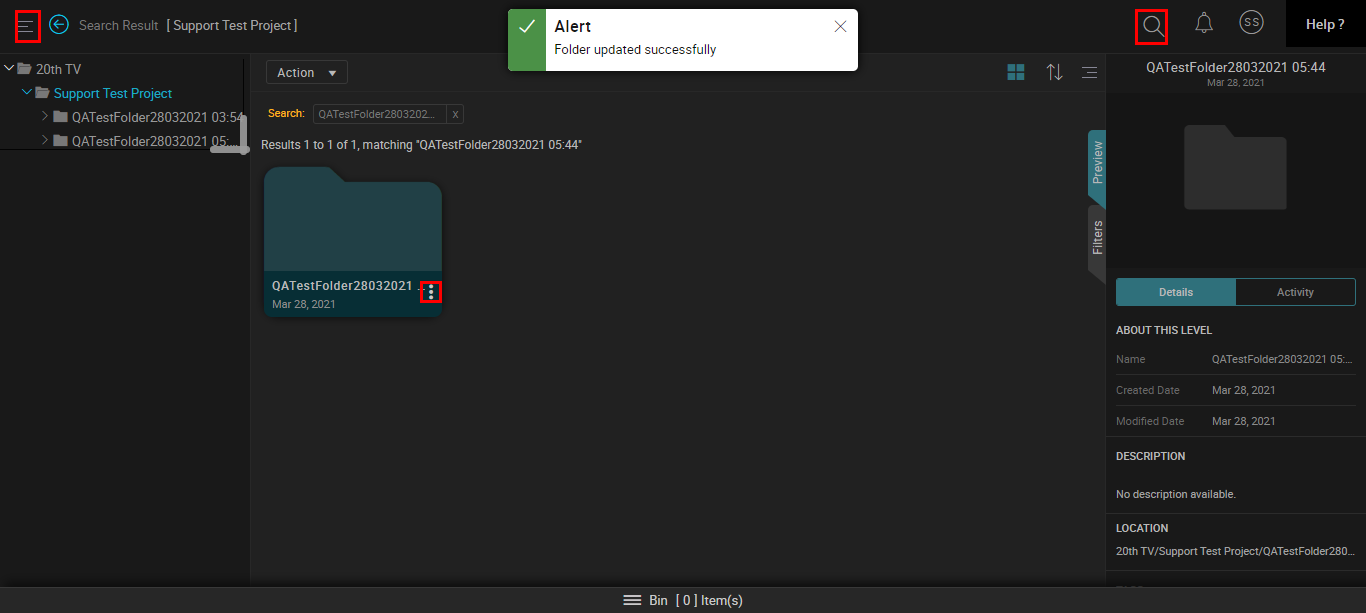 Search Result [ Support Test Project ]
Alert
Folder updated successfully
SS
Help ?
20th TV
Support Test Project
QATestFolder28032021 03:54
QATestFolder28032021 05:...
Action
Search: QATestFolder2803202... X
Results 1 to 1 of 1, matching "QATestFolder28032021 05:44"
QATestFolder28032021 ...
Mar 28, 2021
Preview
Filters
QATestFolder28032021 05:44
Mar 28, 2021
Details Activity
ABOUT THIS LEVEL
Name QATestFolder28032021 05:...
Created Date Mar 28, 2021
Modified Date Mar 28, 2021
DESCRIPTION
No description available.
LOCATION
20th TV/Support Test Project/QATestFolder280...
Bin [ 0 ] Item(s)